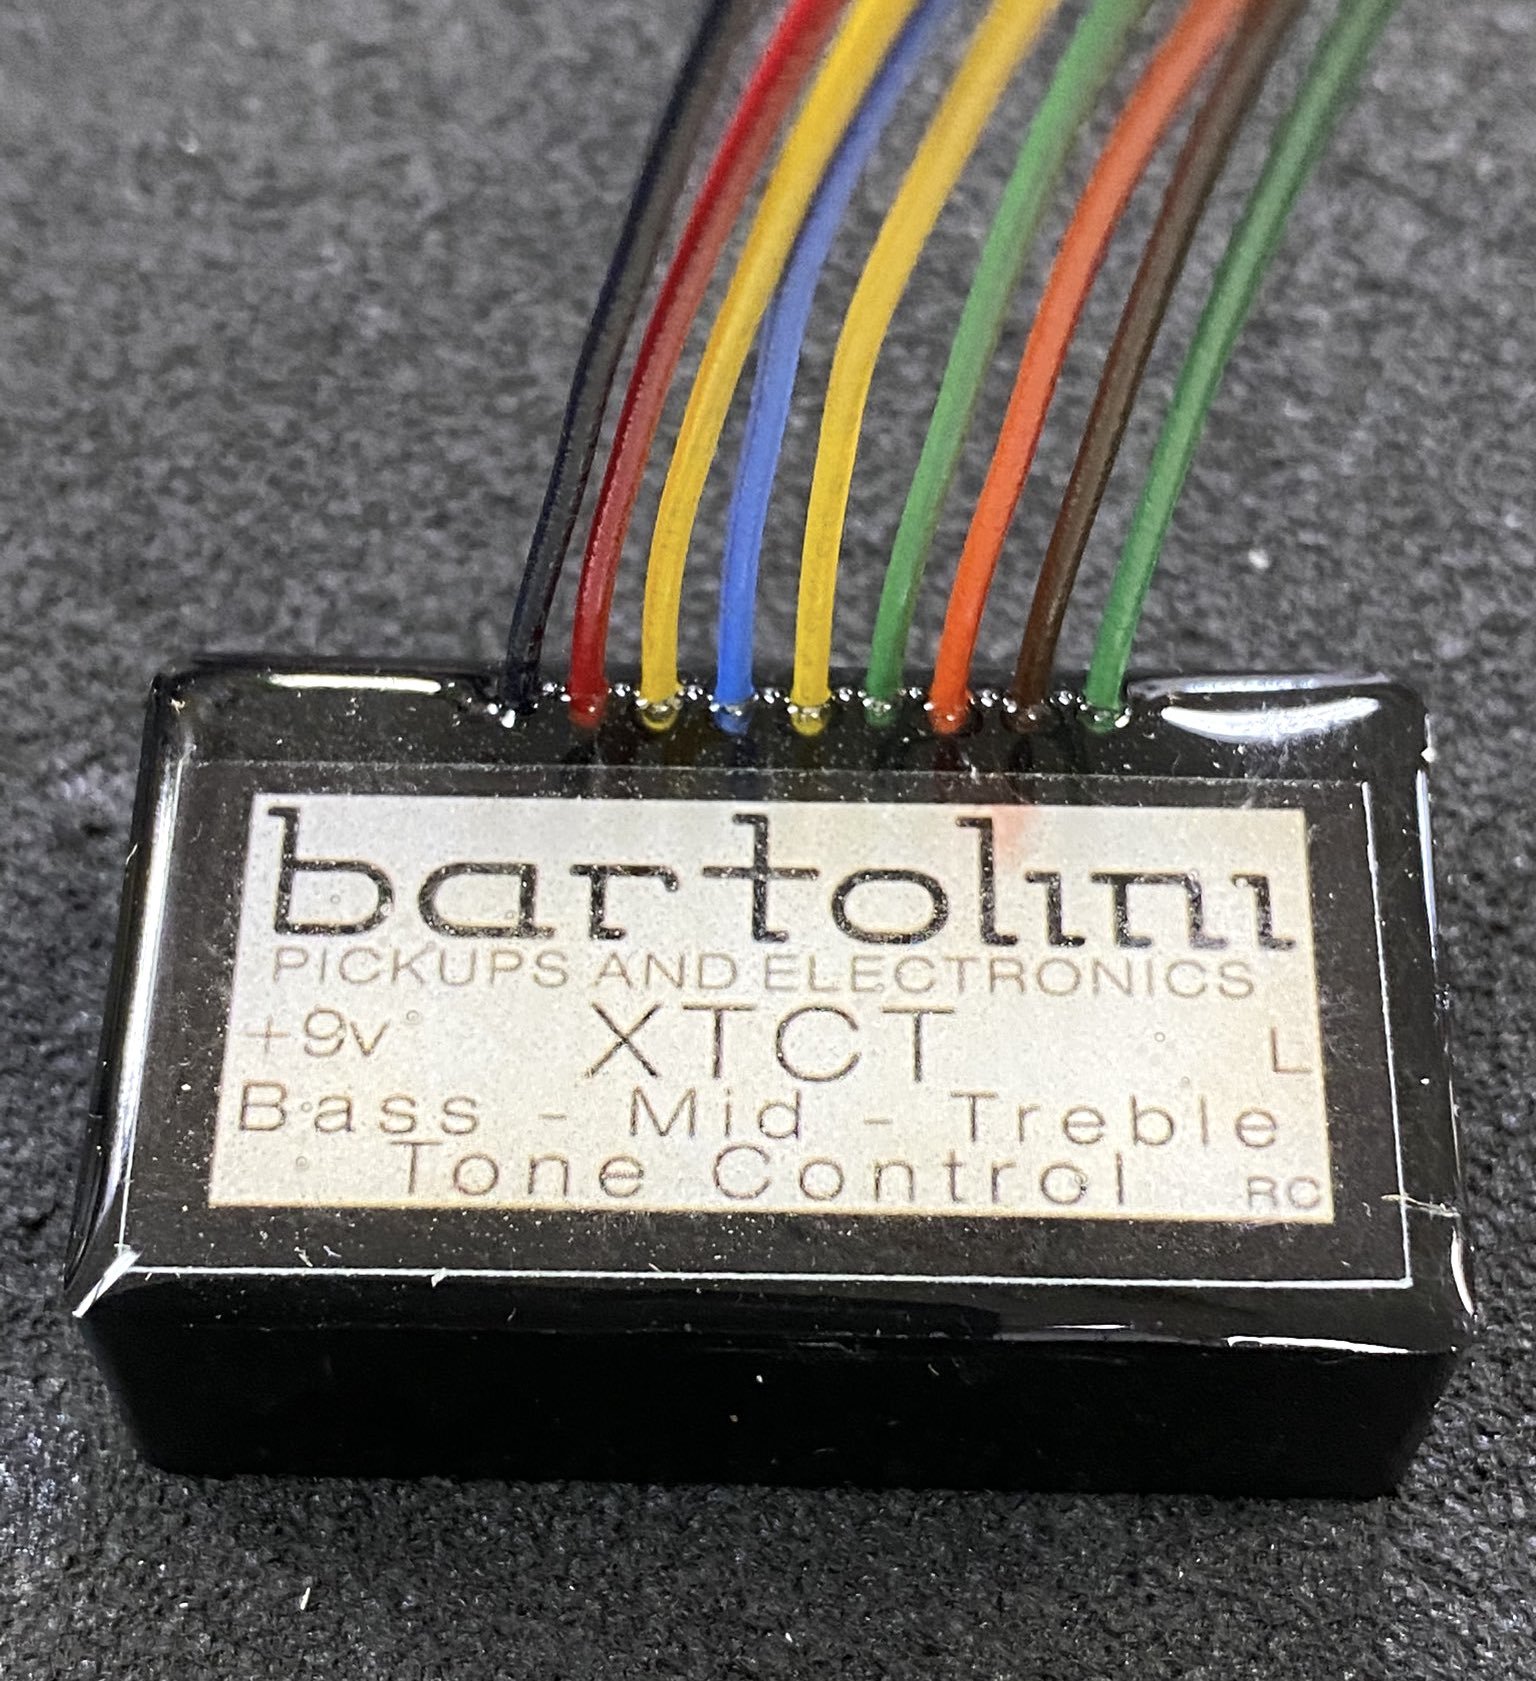 bartolini
PICKUPS AND ELECTRONICS
+9v XTCT L
Bass - Mid - Treble
Tone Control RC